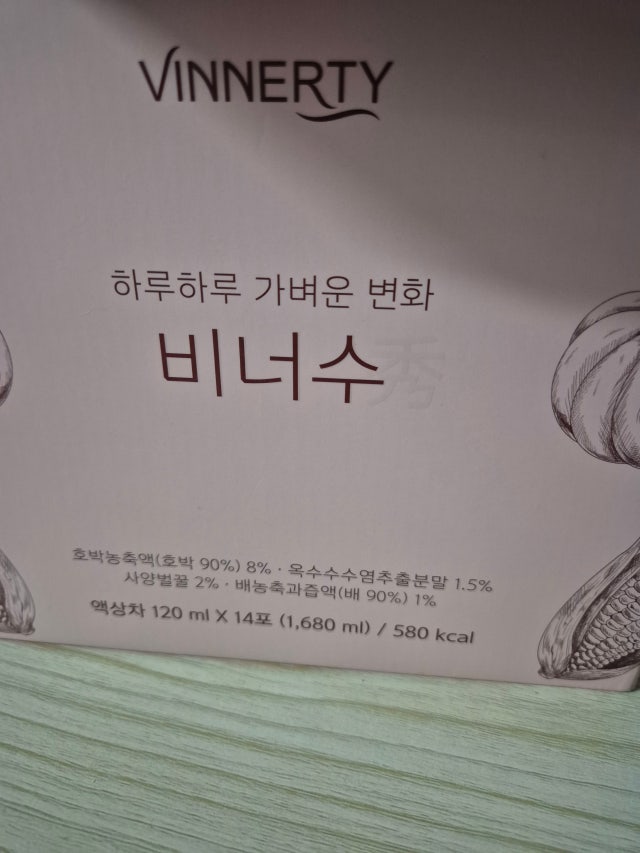 VINNERTY
하루하루 가벼운 변화
비너수秀
호박농축액(호박 90%) 8% · 옥수수수염추출분말 1.5%
사양벌꿀 2% · 배농축과즙액(배 90%) 1%
액상차 120 ml X 14포 (1,680 ml) / 580 kcal